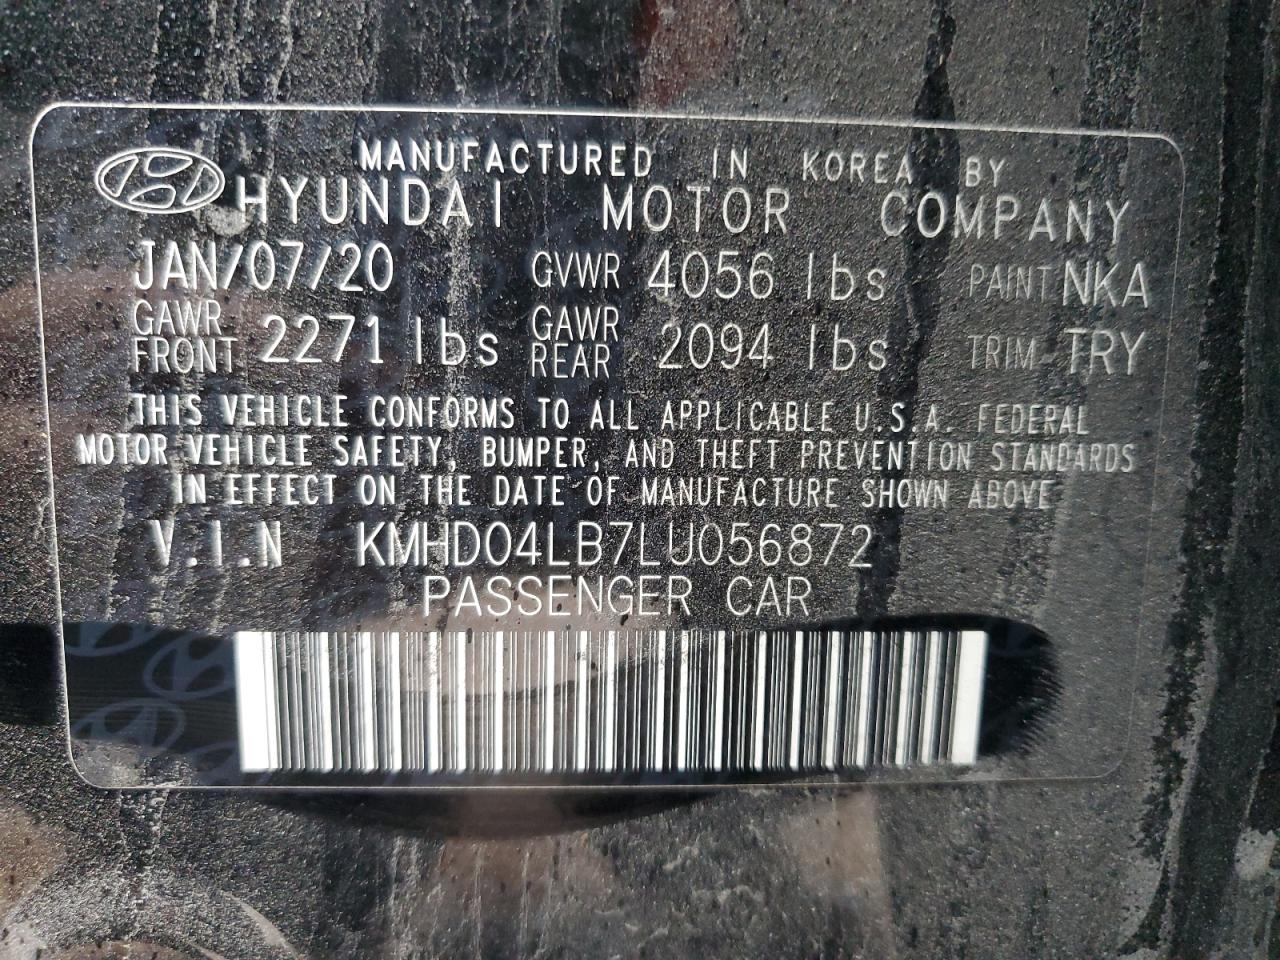 MANUFACTURED IN KOREA BY
HYUNDAI MOTOR COMPANY
JAN/07/20 GVWR 4056 lbs PAINT NKA
GAWR FRONT 2271 lbs GAWR REAR 2094 lbs TRIM TRY
THIS VEHICLE CONFORMS TO ALL APPLICABLE U.S.A. FEDERAL
MOTOR VEHICLE SAFETY, BUMPER, AND THEFT PREVENTION STANDARDS
IN EFFECT ON THE DATE OF MANUFACTURE SHOWN ABOVE
V.I.N KMHD04LB7LU056872
PASSENGER CAR